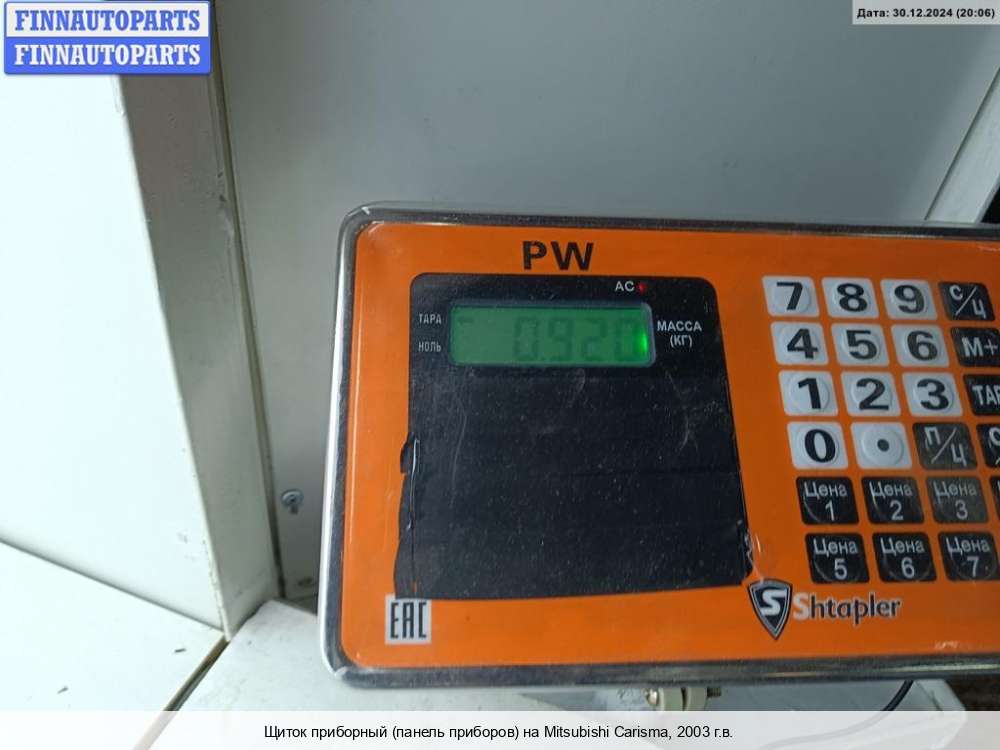 FINNAUTOPARTS
FINNAUTOPARTS
Дата: 30.12.2024 (20:06)
PW
AC
ТАРА
НОЛЬ
0.920
МАССА
(КГ)
7 8 9 С/Ц
4 5 6 M+
1 2 3
0 • П/Ц
Цена 1 Цена 2 Цена 3
Цена 5 Цена 6 Цена 7
EAC
S Shtapler
Щиток приборный (панель приборов) на Mitsubishi Carisma, 2003 г.в.